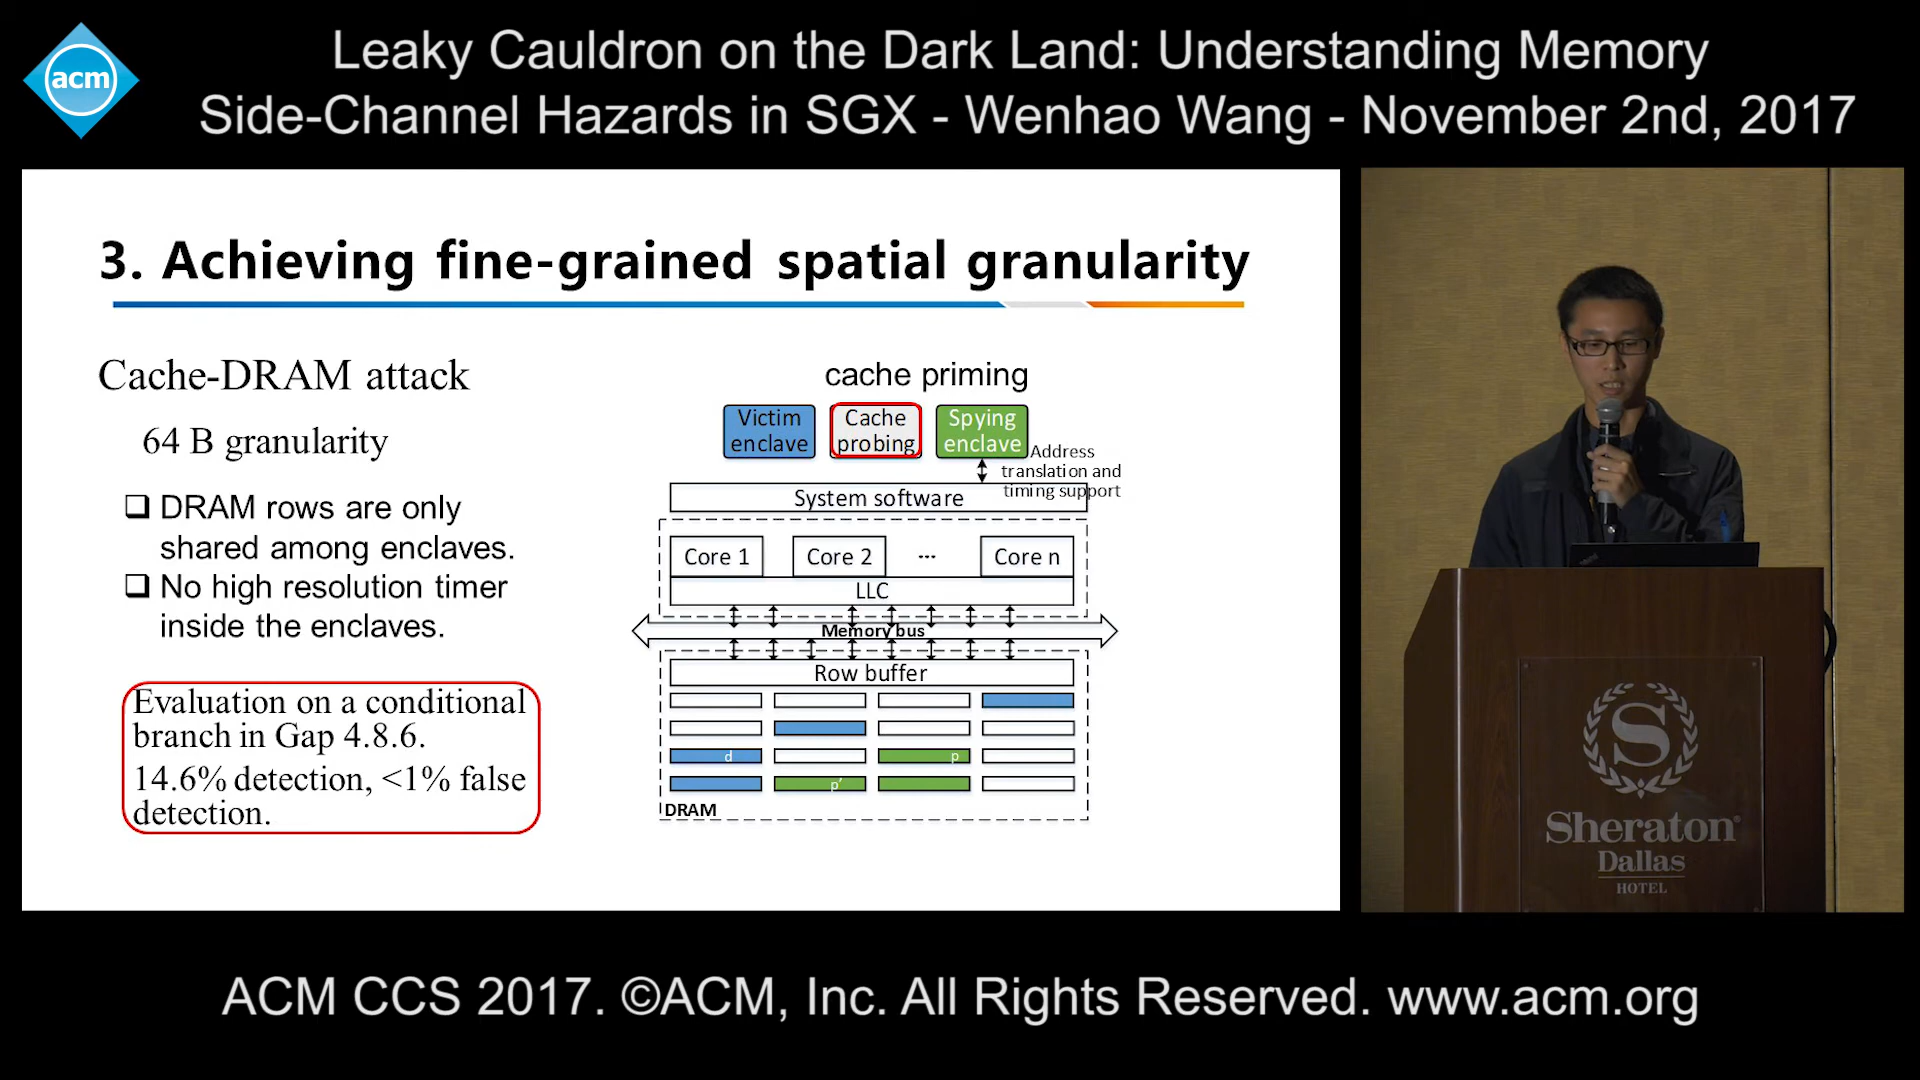 acm
Leaky Cauldron on the Dark Land: Understanding Memory
Side-Channel Hazards in SGX - Wenhao Wang - November 2nd, 2017
3. Achieving fine-grained spatial granularity
Cache-DRAM attack
64 B granularity
❑ DRAM rows are only
shared among enclaves.
❑ No high resolution timer
inside the enclaves.
Evaluation on a conditional
branch in Gap 4.8.6.
14.6% detection, <1% false
detection.
cache priming
Victim
enclave
Cache
probing
Spying
enclave
Address
translation and
timing support
System software
Core 1
Core 2
...
Core n
LLC
Memory bus
Row buffer
d
p
p'
DRAM
S
Sheraton®
Dallas
HOTEL
ACM CCS 2017. ©ACM, Inc. All Rights Reserved. www.acm.org